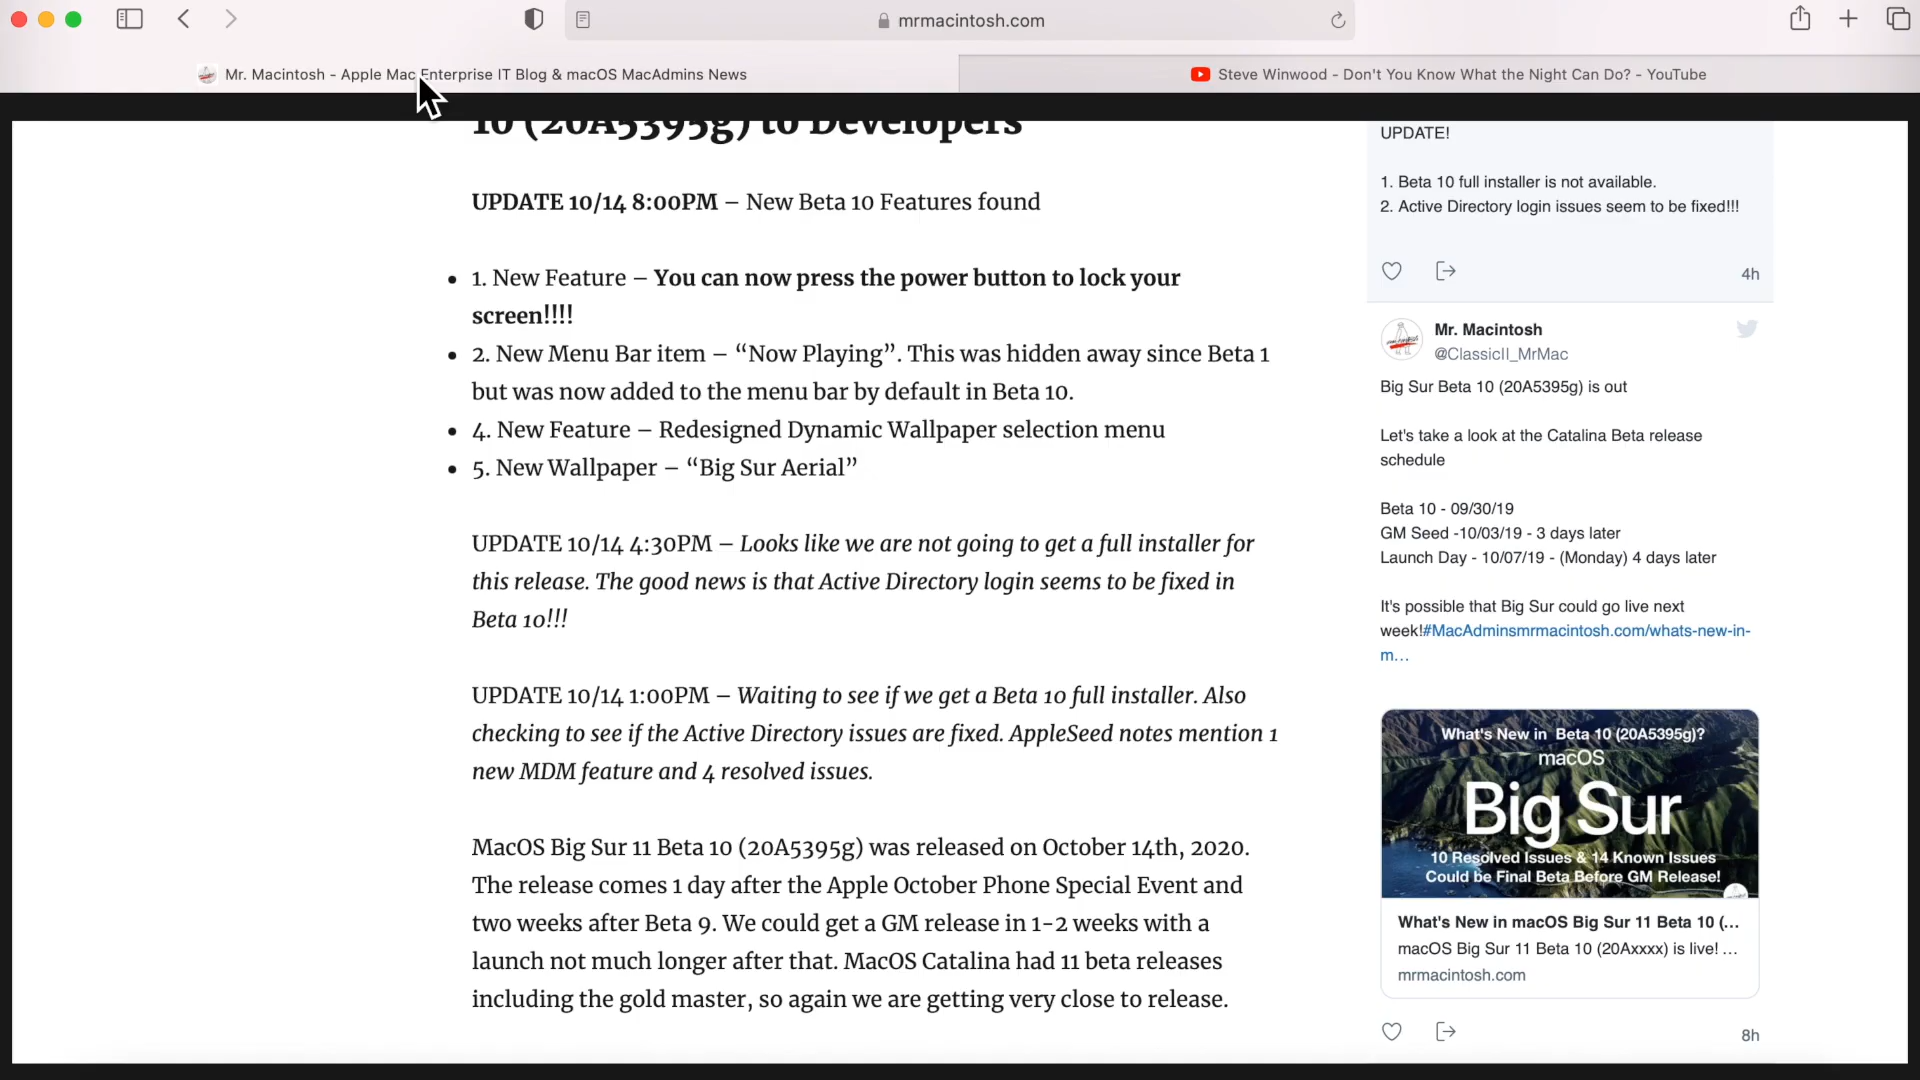 mrmacintosh.com
Mr. Macintosh - Apple Mac Enterprise IT Blog & macOS MacAdmins News
Steve Winwood - Don't You Know What the Night Can Do? - YouTube
10 (20A5395g) to Developers
UPDATE 10/14 8:00PM – New Beta 10 Features found
1. New Feature – You can now press the power button to lock your
screen!!!!
2. New Menu Bar item – “Now Playing”. This was hidden away since Beta 1
but was now added to the menu bar by default in Beta 10.
4. New Feature – Redesigned Dynamic Wallpaper selection menu
5. New Wallpaper – “Big Sur Aerial”
UPDATE 10/14 4:30PM – Looks like we are not going to get a full installer for
this release. The good news is that Active Directory login seems to be fixed in
Beta 10!!!
UPDATE 10/14 1:00PM – Waiting to see if we get a Beta 10 full installer. Also
checking to see if the Active Directory issues are fixed. AppleSeed notes mention 1
new MDM feature and 4 resolved issues.
MacOS Big Sur 11 Beta 10 (20A5395g) was released on October 14th, 2020.
The release comes 1 day after the Apple October Phone Special Event and
two weeks after Beta 9. We could get a GM release in 1-2 weeks with a
launch not much longer after that. MacOS Catalina had 11 beta releases
including the gold master, so again we are getting very close to release.
UPDATE!
1. Beta 10 full installer is not available.
2. Active Directory login issues seem to be fixed!!!
4h
Mr. Macintosh
@ClassicII_MrMac
Big Sur Beta 10 (20A5395g) is out
Let's take a look at the Catalina Beta release
schedule
Beta 10 - 09/30/19
GM Seed -10/03/19 - 3 days later
Launch Day - 10/07/19 - (Monday) 4 days later
It's possible that Big Sur could go live next
week!#MacAdminsmrmacintosh.com/whats-new-in-
m…
What's New in Beta 10 (20A5395g)?
macOS
Big Sur
10 Resolved Issues & 14 Known Issues
Could be Final Beta Before GM Release!
What's New in macOS Big Sur 11 Beta 10 (…
macOS Big Sur 11 Beta 10 (20Axxxx) is live! …
mrmacintosh.com
8h